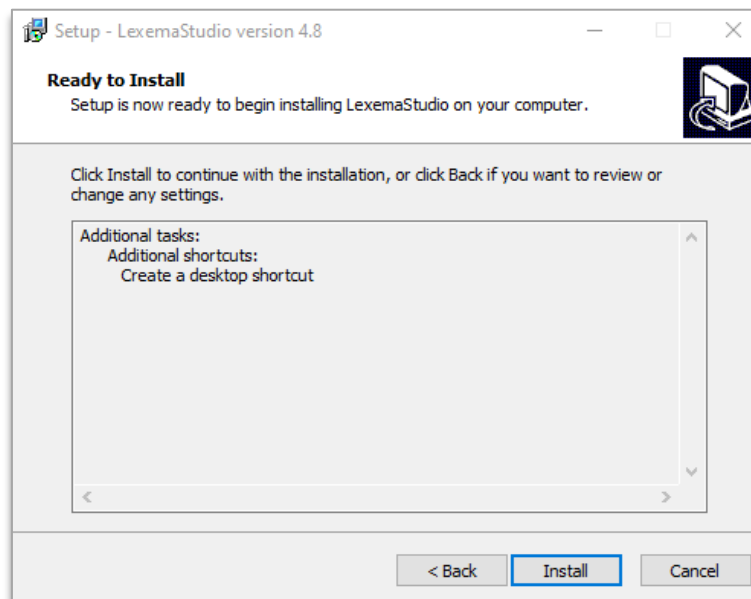 Setup - LexemaStudio version 4.8
Ready to Install
Setup is now ready to begin installing LexemaStudio on your computer.
Click Install to continue with the installation, or click Back if you want to review or
change any settings.
Additional tasks:
Additional shortcuts:
Create a desktop shortcut
< Back
Install
Cancel